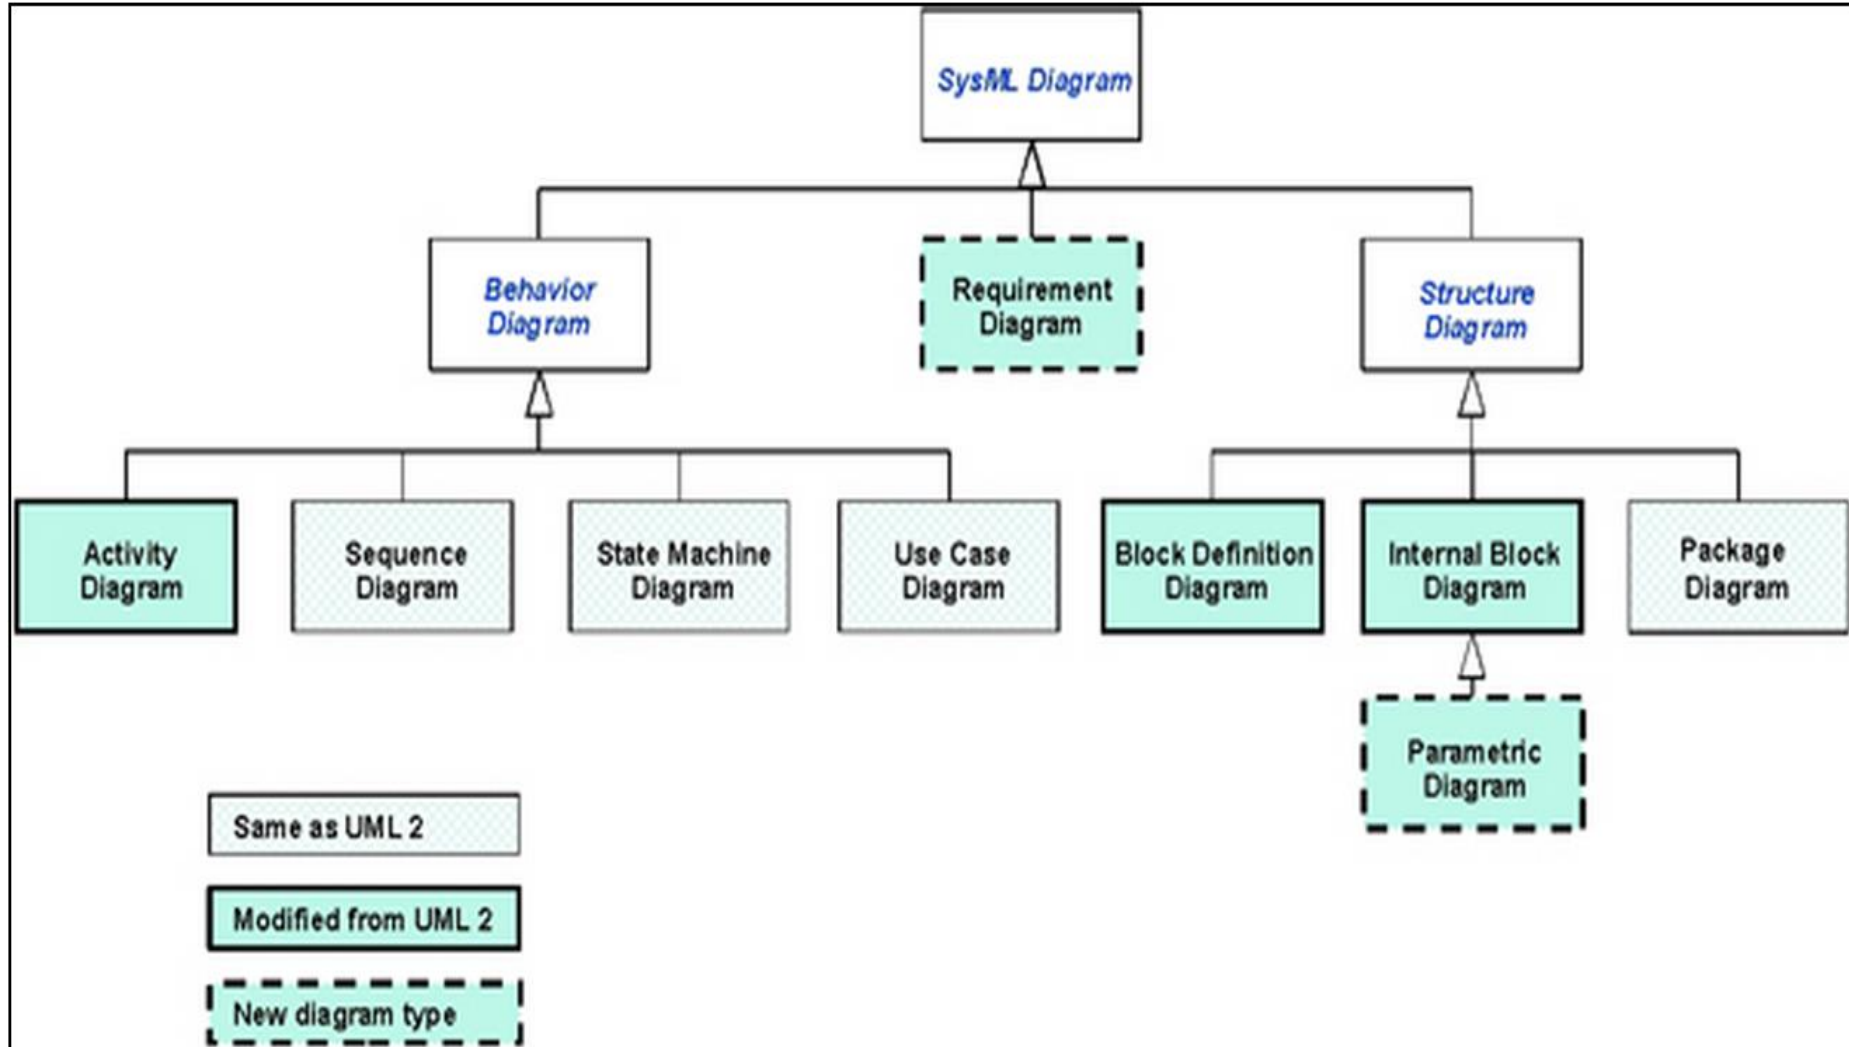 SysML Diagram
Behavior
Diagram
Requirement
Diagram
Structure
Diagram
Activity
Diagram
Sequence
Diagram
State Machine
Diagram
Use Case
Diagram
Block Definition
Diagram
Internal Block
Diagram
Package
Diagram
Parametric
Diagram
Same as UML 2
Modified from UML 2
New diagram type